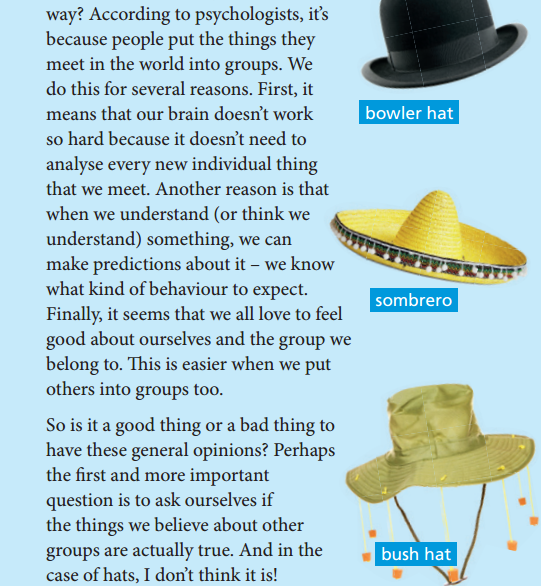 way? According to psychologists, it’s
because people put the things they
meet in the world into groups. We
do this for several reasons. First, it
means that our brain doesn’t work
so hard because it doesn’t need to
analyse every new individual thing
that we meet. Another reason is that
when we understand (or think we
understand) something, we can
make predictions about it – we know
what kind of behaviour to expect.
Finally, it seems that we all love to feel
good about ourselves and the group we
belong to. This is easier when we put
others into groups too.
So is it a good thing or a bad thing to
have these general opinions? Perhaps
the first and more important
question is to ask ourselves if
the things we believe about other
groups are actually true. And in the
case of hats, I don’t think it is!
bowler hat
sombrero
bush hat